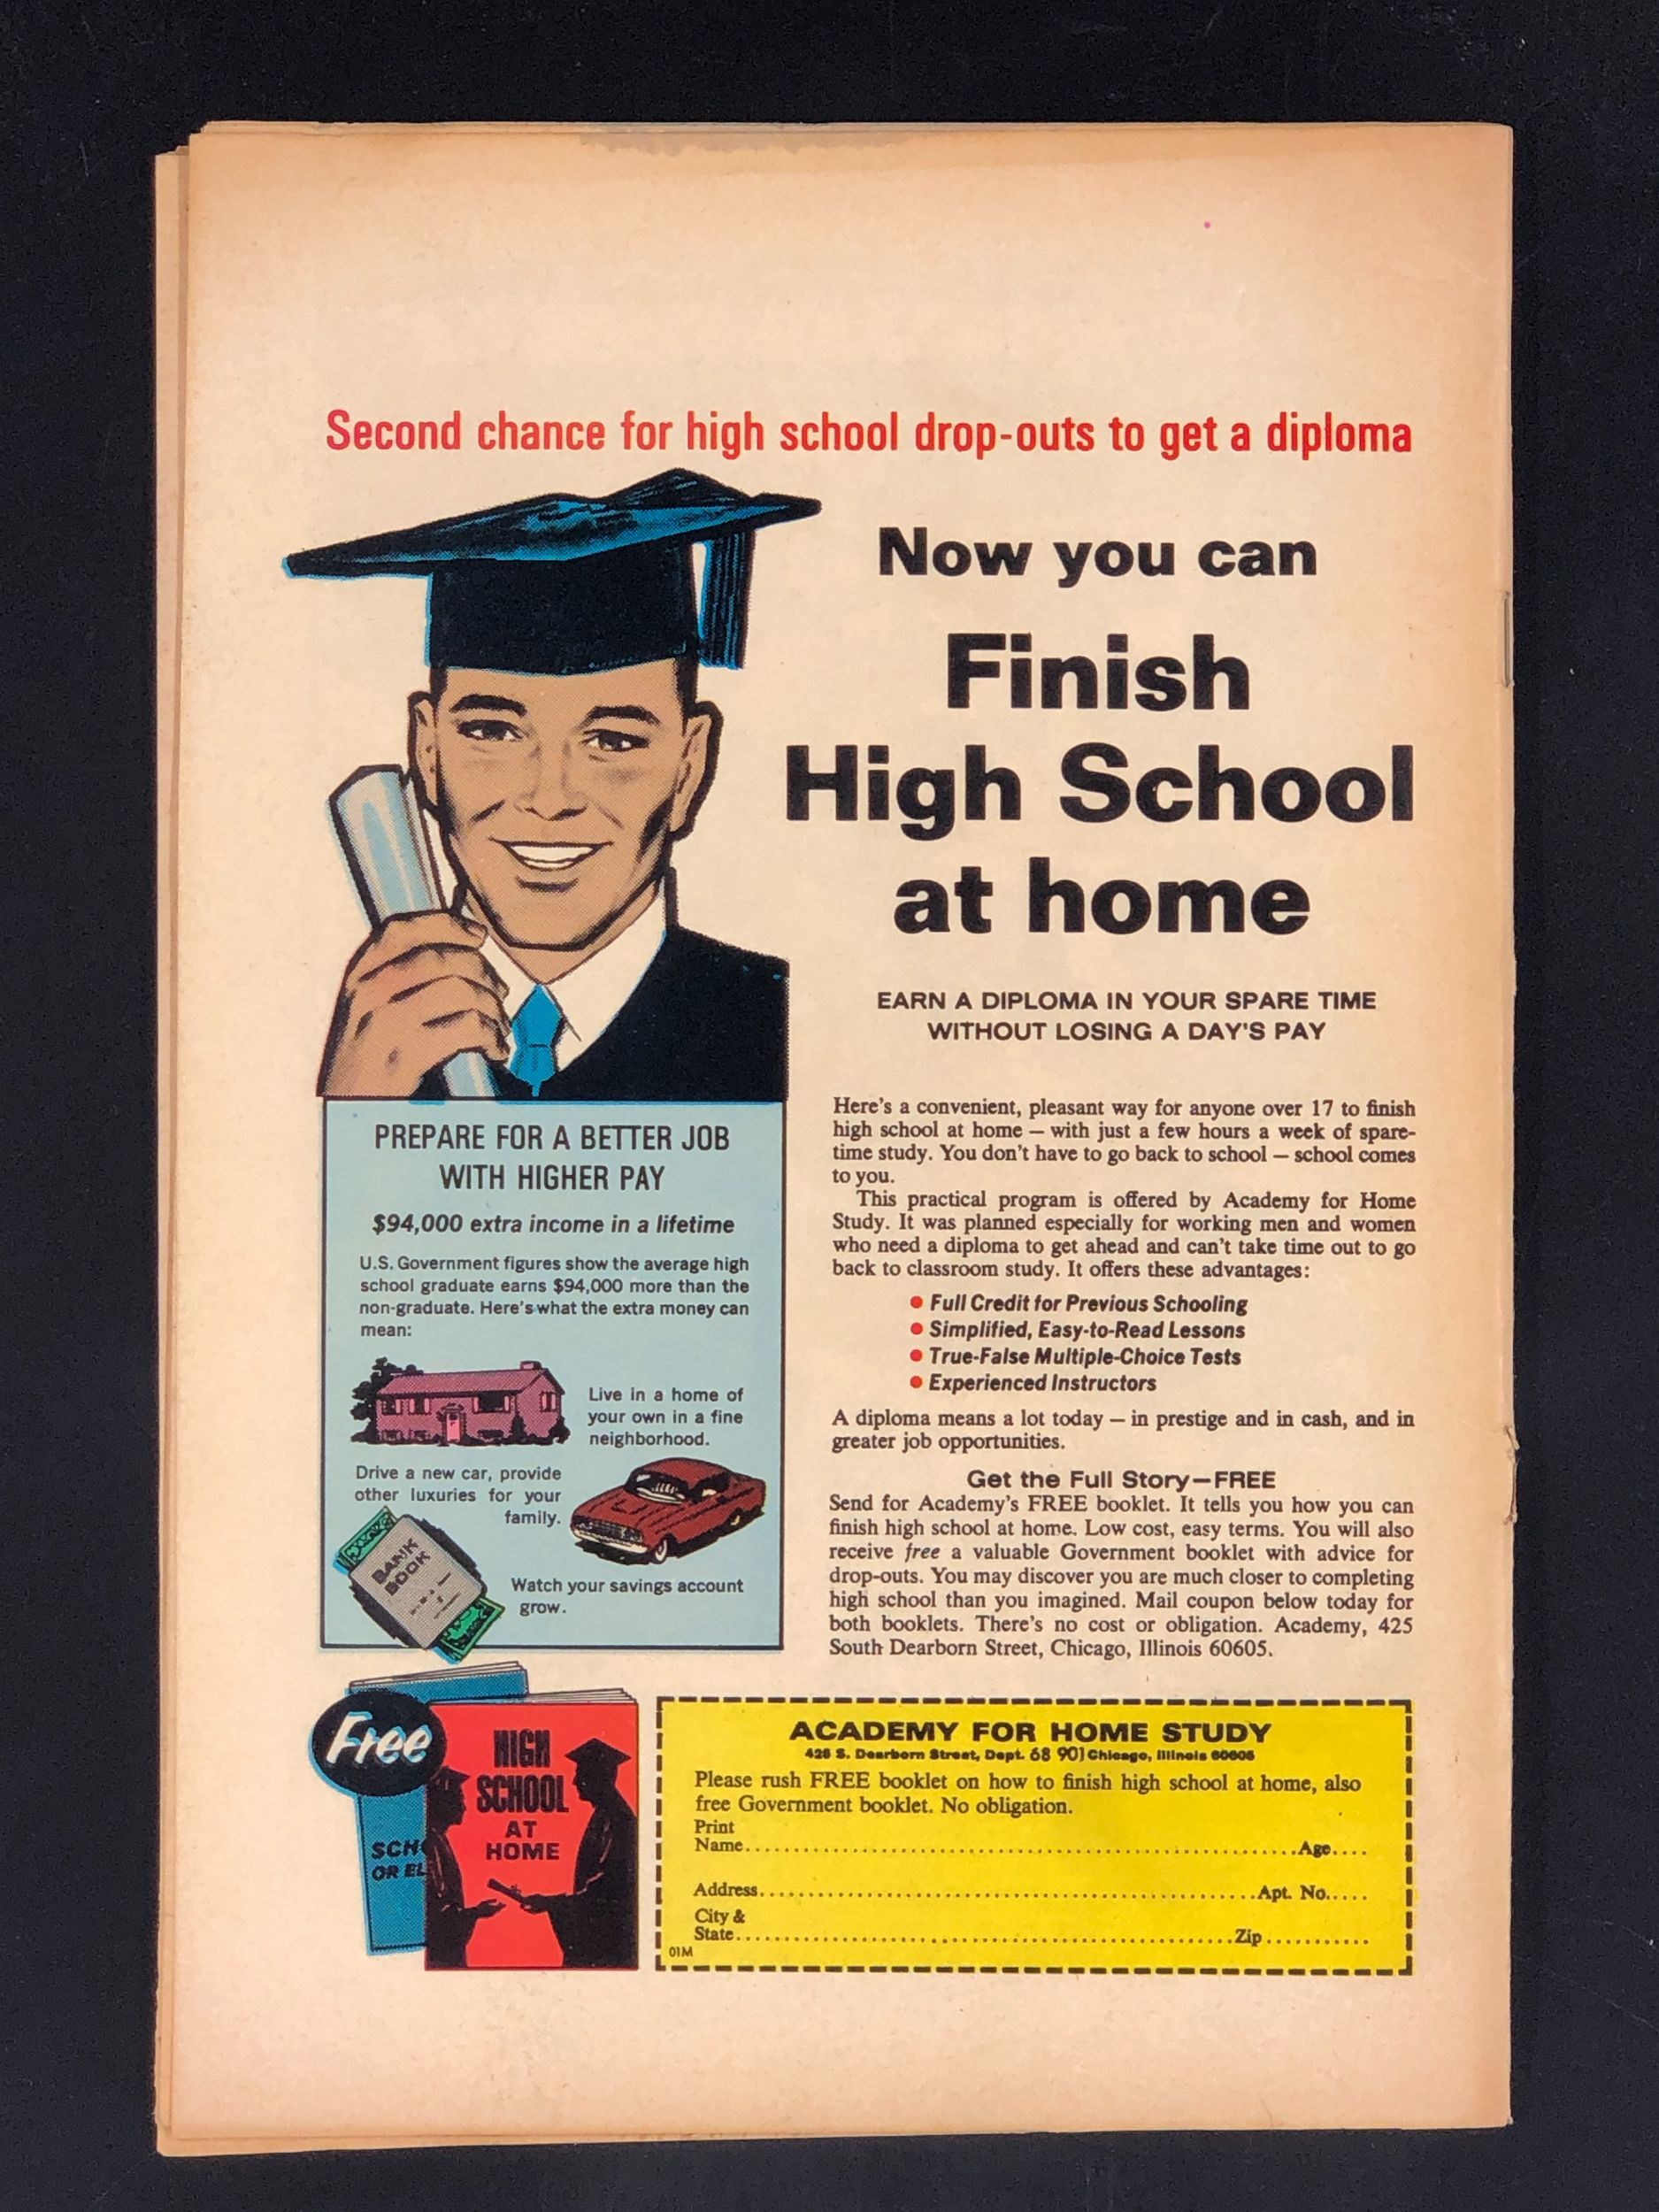 Second chance for high school drop-outs to get a diploma
Now you can
Finish
High School
at home
EARN A DIPLOMA IN YOUR SPARE TIME
WITHOUT LOSING A DAY'S PAY
Here's a convenient, pleasant way for anyone over 17 to finish
high school at home — with just a few hours a week of spare-
time study. You don't have to go back to school — school comes
to you.
This practical program is offered by Academy for Home
Study. It was planned especially for working men and women
who need a diploma to get ahead and can't take time out to go
back to classroom study. It offers these advantages:
• Full Credit for Previous Schooling
• Simplified, Easy-to-Read Lessons
• True-False Multiple-Choice Tests
• Experienced Instructors
A diploma means a lot today — in prestige and in cash, and in
greater job opportunities.
Get the Full Story—FREE
Send for Academy's FREE booklet. It tells you how you can
finish high school at home. Low cost, easy terms. You will also
receive free a valuable Government booklet with advice for
drop-outs. You may discover you are much closer to completing
high school than you imagined. Mail coupon below today for
both booklets. There's no cost or obligation. Academy, 425
South Dearborn Street, Chicago, Illinois 60605.
PREPARE FOR A BETTER JOB
WITH HIGHER PAY
$94,000 extra income in a lifetime
U.S. Government figures show the average high
school graduate earns $94,000 more than the
non-graduate. Here's what the extra money can
mean:
Live in a home of
your own in a fine
neighborhood.
Drive a new car, provide
other luxuries for your
family.
BANK
BOOK
Watch your savings account
grow.
Free
SCH
OR EL
HIGH
SCHOOL
AT
HOME
ACADEMY FOR HOME STUDY
425 S. Dearborn Street, Dept. 68 901 Chicago, Illinois 60605
Please rush FREE booklet on how to finish high school at home, also
free Government booklet. No obligation.
Print
Name.......................................................Age....
Address..................................................Apt. No.....
City &
State..................................................Zip...........
01M